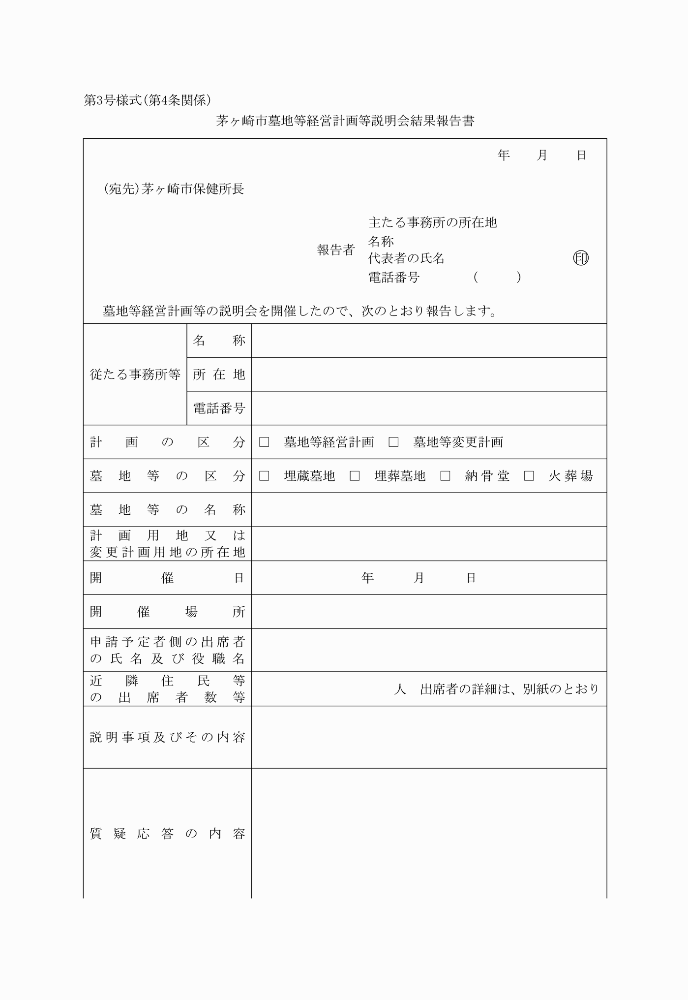 第3号様式(第4条関係)
茅ヶ崎市墓地等経営計画等説明会結果報告書
年 月 日
(宛先)茅ヶ崎市保健所長
主たる事務所の所在地
報告者
名称
代表者の氏名 ㊞
電話番号 ( )
墓地等経営計画等の説明会を開催したので、次のとおり報告します。
従たる事務所等
名称
所在地
電話番号
計画の区分 □ 墓地等経営計画 □ 墓地等変更計画
墓地等の区分 □ 埋蔵墓地 □ 埋葬墓地 □ 納骨堂 □ 火葬場
墓地等の名称
計画用地又は
変更計画用地の所在地
開催日 年 月 日
開催場所
申請予定者側の出席者
の氏名及び役職名
近隣住民等
の出席者数等
人 出席者の詳細は、別紙のとおり
説明事項及びその内容
質疑応答の内容